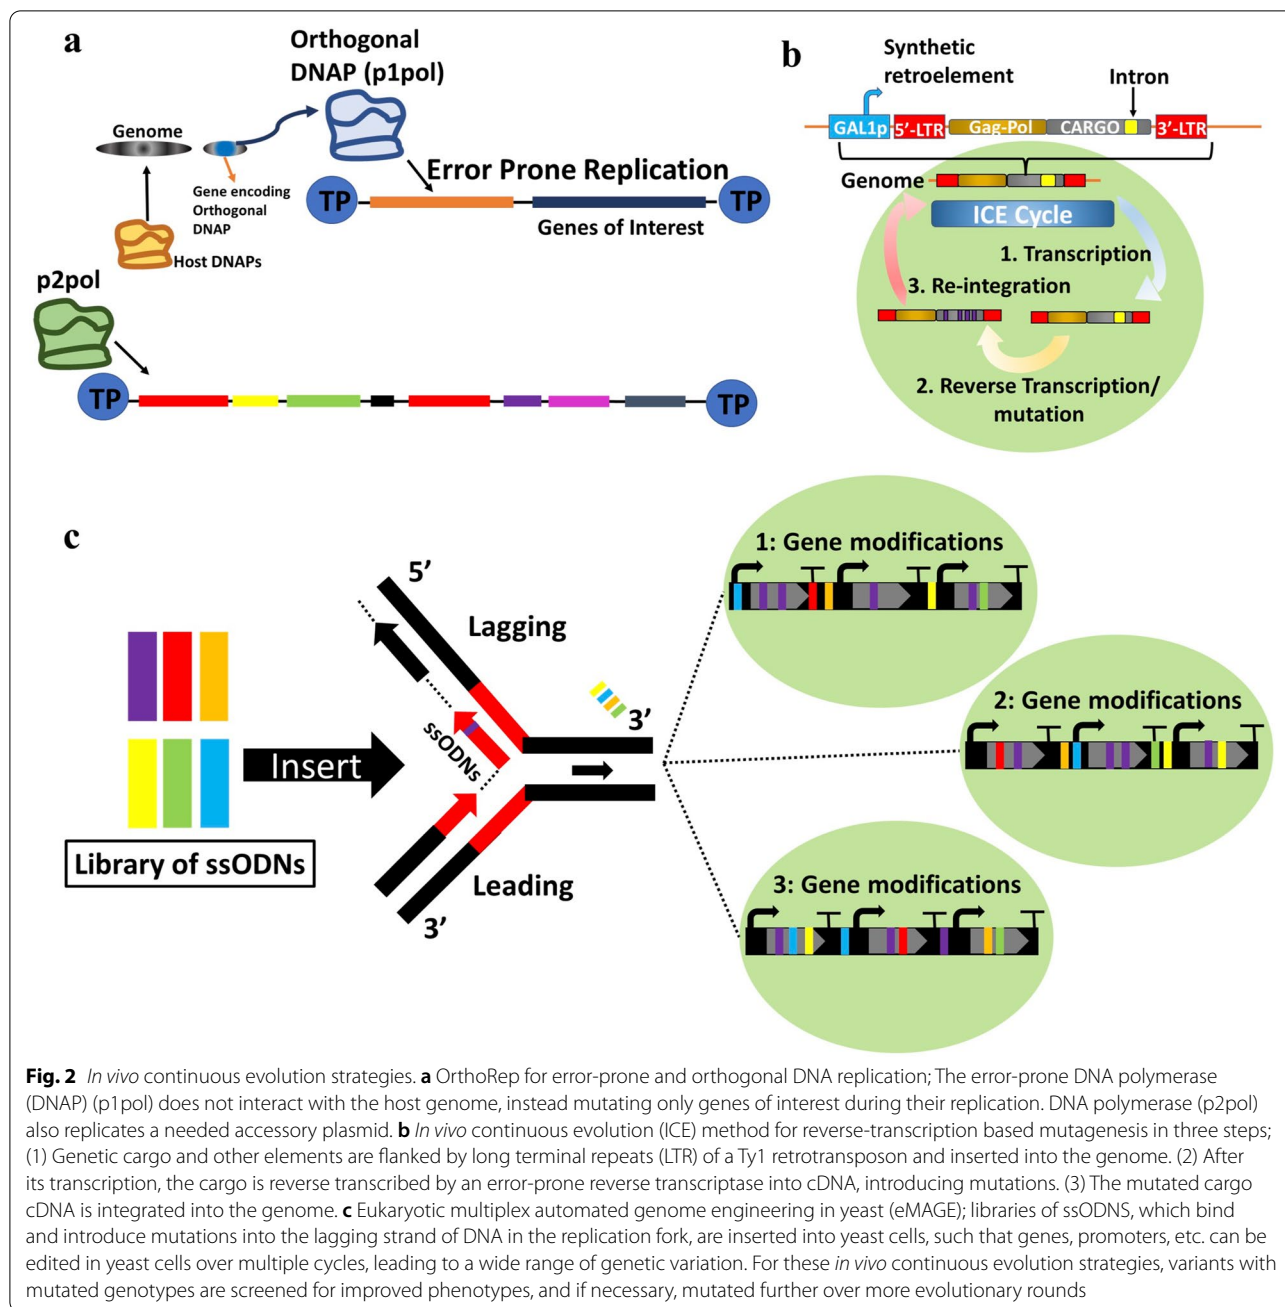 a
Orthogonal
DNAP (p1pol)
Genome
Gene encoding
Orthogonal
DNAP
Host DNAPs
Error Prone Replication
TP
TP
Genes of Interest
p2pol
TP
TP
b
Synthetic
retroelement
Intron
GAL1p 5’-LTR Gag-Pol CARGO 3’-LTR
Genome
ICE Cycle
1. Transcription
3. Re-integration
2. Reverse Transcription/
mutation
c
5’
Lagging
ssODNs
3’
Insert
Library of ssODNs
Leading
3’
1: Gene modifications
2: Gene modifications
3: Gene modifications
Fig. 2 In vivo continuous evolution strategies. a OrthoRep for error-prone and orthogonal DNA replication; The error-prone DNA polymerase
(DNAP) (p1pol) does not interact with the host genome, instead mutating only genes of interest during their replication. DNA polymerase (p2pol)
also replicates a needed accessory plasmid. b In vivo continuous evolution (ICE) method for reverse-transcription based mutagenesis in three steps;
(1) Genetic cargo and other elements are flanked by long terminal repeats (LTR) of a Ty1 retrotransposon and inserted into the genome. (2) After
its transcription, the cargo is reverse transcribed by an error-prone reverse transcriptase into cDNA, introducing mutations. (3) The mutated cargo
cDNA is integrated into the genome. c Eukaryotic multiplex automated genome engineering in yeast (eMAGE); libraries of ssODNS, which bind
and introduce mutations into the lagging strand of DNA in the replication fork, are inserted into yeast cells, such that genes, promoters, etc. can be
edited in yeast cells over multiple cycles, leading to a wide range of genetic variation. For these in vivo continuous evolution strategies, variants with
mutated genotypes are screened for improved phenotypes, and if necessary, mutated further over more evolutionary rounds